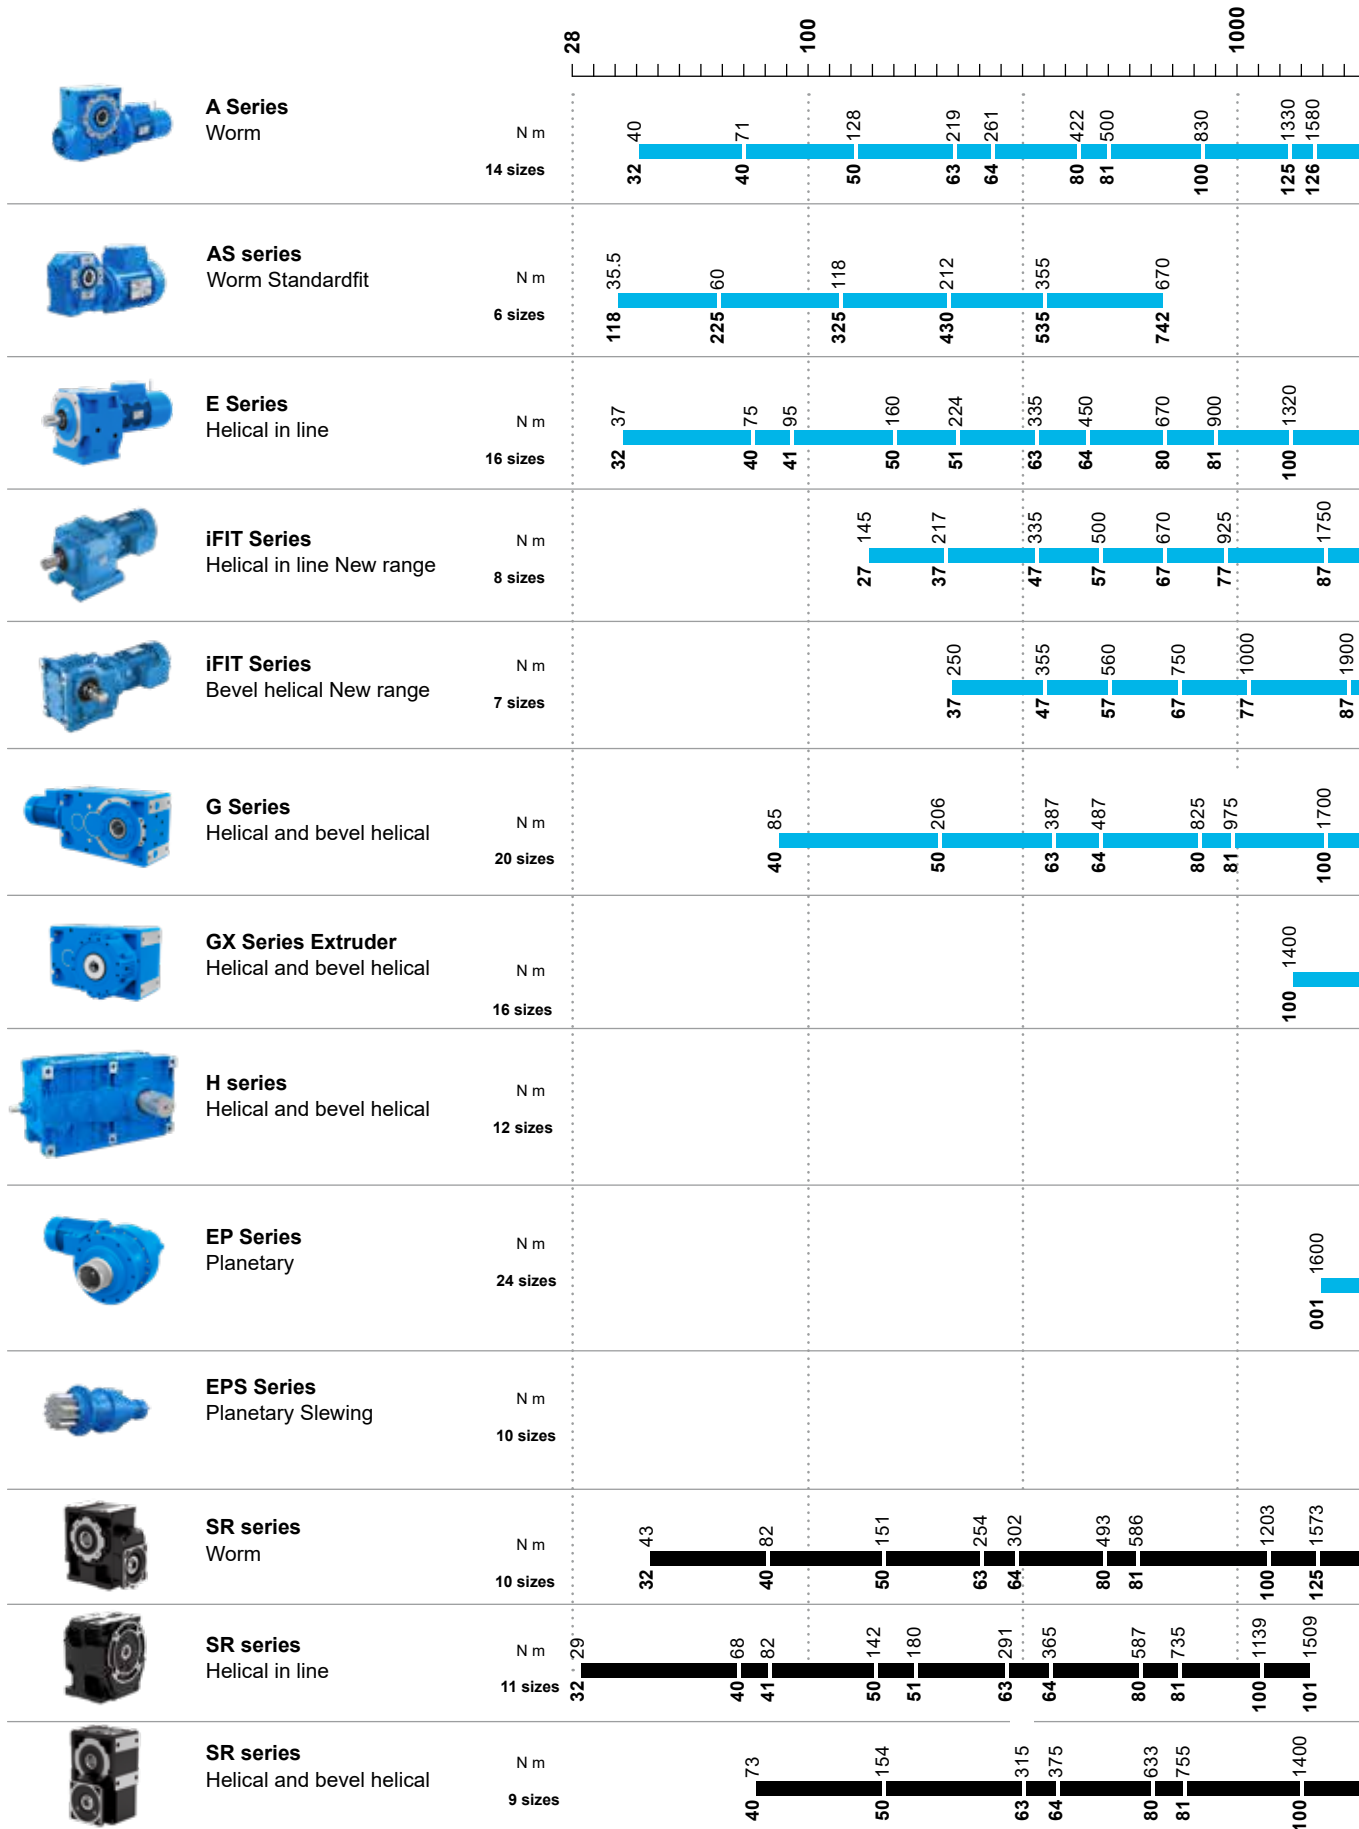 28 100 1000
A Series
Worm
N m
14 sizes
40 71 128 219 261 422 500 830 1330 1580
32 40 50 63 64 80 81 100 125 126
AS series
Worm Standardfit
N m
6 sizes
35.5 60 118 212 355 670
118 225 325 430 535 742
E Series
Helical in line
N m
16 sizes
37 75 95 160 224 335 450 670 900 1320
32 40 41 50 51 63 64 80 81 100
iFIT Series
Helical in line New range
N m
8 sizes
145 217 335 500 670 925 1750
27 37 47 57 67 77 87
iFIT Series
Bevel helical New range
N m
7 sizes
250 355 560 750 1000 1900
37 47 57 67 77 87
G Series
Helical and bevel helical
N m
20 sizes
85 206 387 487 825 975 1700
40 50 63 64 80 81 100
GX Series Extruder
Helical and bevel helical
N m
16 sizes
1400
100
H series
Helical and bevel helical
N m
12 sizes
EP Series
Planetary
N m
24 sizes
1600
001
EPS Series
Planetary Slewing
N m
10 sizes
SR series
Worm
N m
10 sizes
43 82 151 254 302 493 586 1203 1573
32 40 50 63 64 80 81 100 125
SR series
Helical in line
N m
11 sizes
29 68 82 142 180 291 365 587 735 1139 1509
32 40 41 50 51 63 64 80 81 100 101
SR series
Helical and bevel helical
N m
9 sizes
73 154 315 375 633 755 1400
40 50 63 64 80 81 100